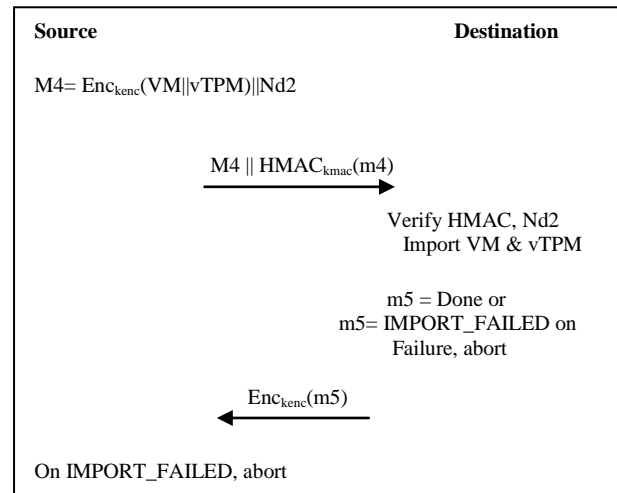 Source Destination
M4= Enckenc(VM||vTPM)||Nd2
M4 || HMACkmac(m4)
Verify HMAC, Nd2
Import VM & vTPM
m5 = Done or
m5= IMPORT_FAILED on
Failure, abort
Enckenc(m5)
On IMPORT_FAILED, abort